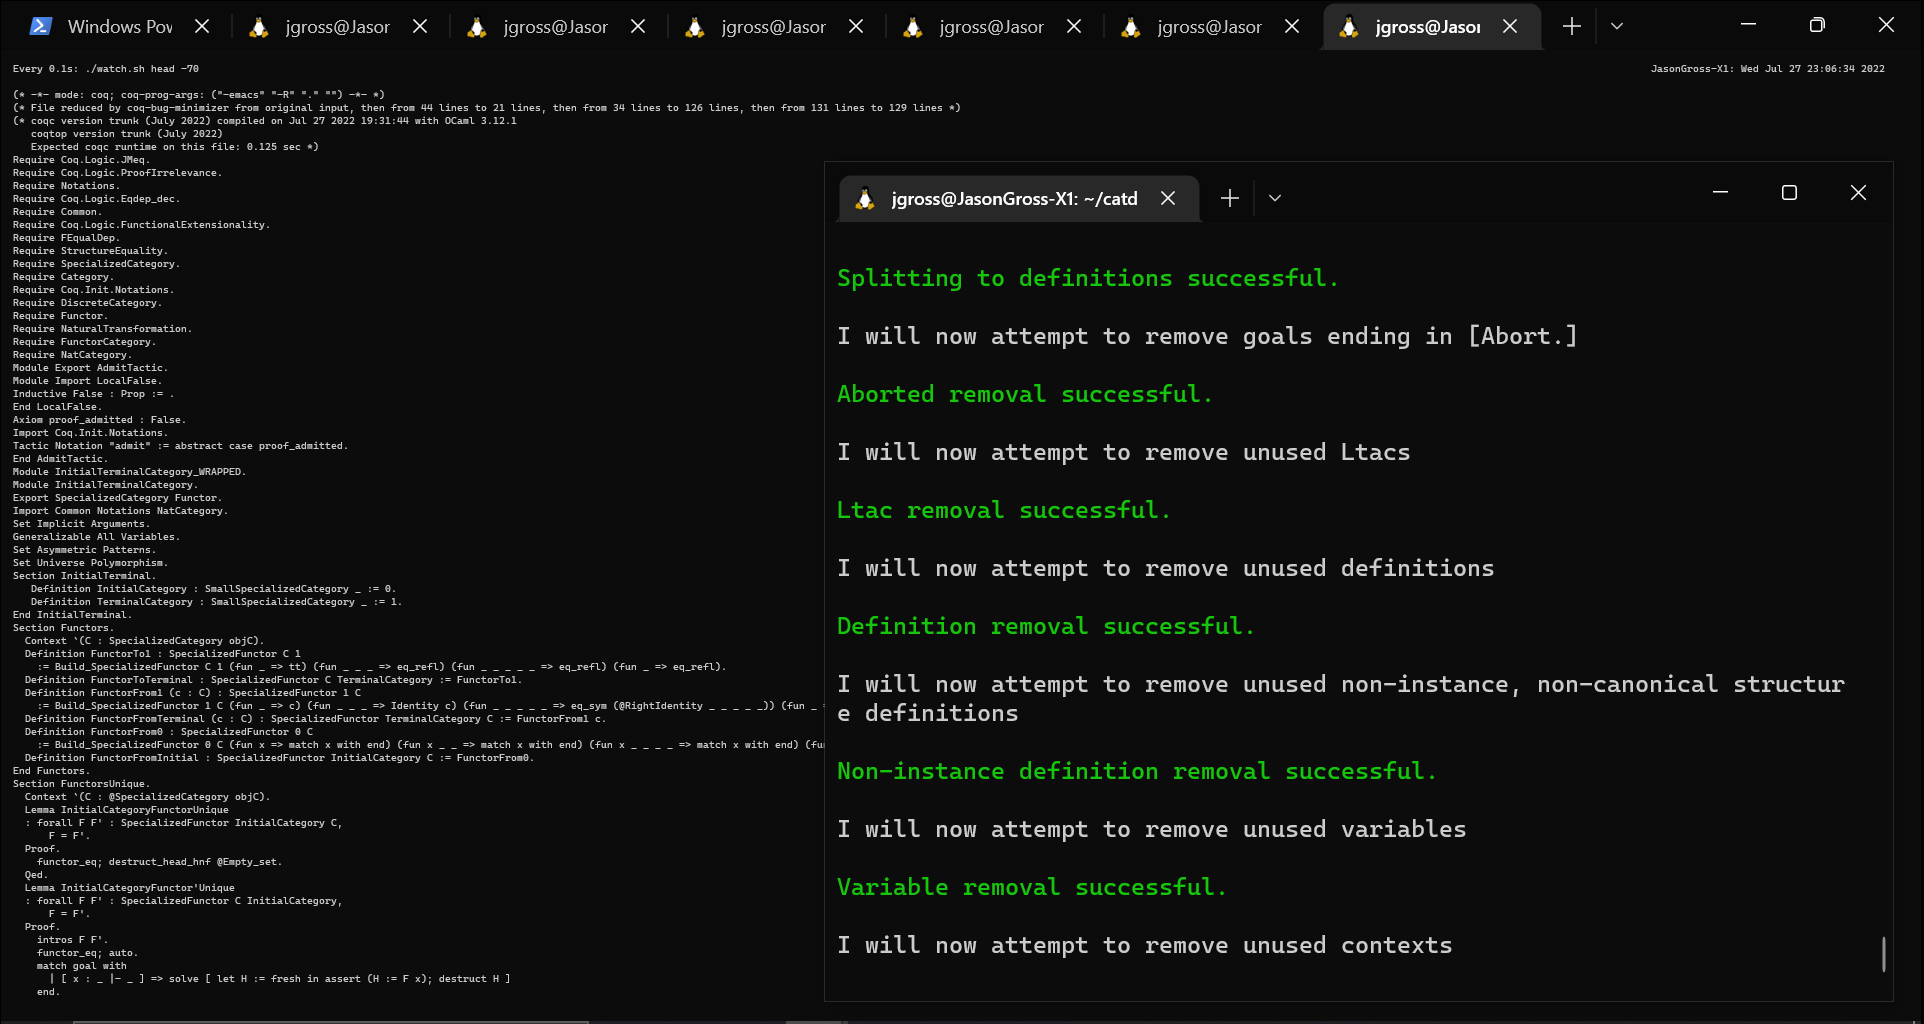 Windows Pov
jgross@Jasor
jgross@Jasor
jgross@Jasor
jgross@Jasor
jgross@Jasor
jgross@Jasor
Every 0.1s: ./watch.sh head -70
JasonGross-X1: Wed Jul 27 23:06:34 2022
(* -*- mode: coq; coq-prog-args: ("-emacs" "-R" "." "") -*- *)
(* File reduced by coq-bug-minimizer from original input, then from 44 lines to 21 lines, then from 34 lines to 126 lines, then from 131 lines to 129 lines *)
(* coqc version trunk (July 2022) compiled on Jul 27 2022 19:31:44 with OCaml 3.12.1
   coqtop version trunk (July 2022)
   Expected coqc runtime on this file: 0.125 sec *)
Require Coq.Logic.JMeq.
Require Coq.Logic.ProofIrrelevance.
Require Notations.
Require Coq.Logic.Eqdep_dec.
Require Common.
Require Coq.Logic.FunctionalExtensionality.
Require FEqualDep.
Require StructureEquality.
Require SpecializedCategory.
Require Category.
Require Coq.Init.Notations.
Require DiscreteCategory.
Require Functor.
Require NaturalTransformation.
Require FunctorCategory.
Require NatCategory.
Module Export AdmitTactic.
Module Import LocalFalse.
Inductive False : Prop := .
End LocalFalse.
Axiom proof_admitted : False.
Import Coq.Init.Notations.
Tactic Notation "admit" := abstract case proof_admitted.
End AdmitTactic.
Module InitialTerminalCategory_WRAPPED.
Module InitialTerminalCategory.
Export SpecializedCategory Functor.
Import Common Notations NatCategory.
Set Implicit Arguments.
Generalizable All Variables.
Set Asymmetric Patterns.
Set Universe Polymorphism.
Section InitialTerminal.
   Definition InitialCategory : SmallSpecializedCategory _ := 0.
   Definition TerminalCategory : SmallSpecializedCategory _ := 1.
End InitialTerminal.
Section Functors.
  Context `(C : SpecializedCategory objC).
  Definition FunctorTo1 : SpecializedFunctor C 1
    := Build_SpecializedFunctor C 1 (fun _ => tt) (fun _ _ _ => eq_refl) (fun _ _ _ _ _ => eq_refl) (fun _ => eq_refl).
  Definition FunctorToTerminal : SpecializedFunctor C TerminalCategory := FunctorTo1.
  Definition FunctorFrom1 (c : C) : SpecializedFunctor 1 C
    := Build_SpecializedFunctor 1 C (fun _ => c) (fun _ _ _ => Identity c) (fun _ _ _ _ _ => eq_sym (@RightIdentity _ _ _ _ _)) (fun _ =
  Definition FunctorFromTerminal (c : C) : SpecializedFunctor TerminalCategory C := FunctorFrom1 c.
  Definition FunctorFrom0 : SpecializedFunctor 0 C
    := Build_SpecializedFunctor 0 C (fun x => match x with end) (fun x _ _ => match x with end) (fun x _ _ _ _ => match x with end) (fu
  Definition FunctorFromInitial : SpecializedFunctor InitialCategory C := FunctorFrom0.
End Functors.
Section FunctorsUnique.
  Context `(C : @SpecializedCategory objC).
  Lemma InitialCategoryFunctorUnique
  : forall F F' : SpecializedFunctor InitialCategory C,
      F = F'.
  Proof.
    functor_eq; destruct_head_hnf @Empty_set.
  Qed.
  Lemma InitialCategoryFunctor'Unique
  : forall F F' : SpecializedFunctor C InitialCategory,
      F = F'.
  Proof.
    intros F F'.
    functor_eq; auto.
    match goal with
      | [ x : _ |- _ ] => solve [ let H := fresh in assert (H := F x); destruct H ]
    end.
jgross@JasonGross-X1: ~/catd
Splitting to definitions successful.
I will now attempt to remove goals ending in [Abort.]
Aborted removal successful.
I will now attempt to remove unused Ltacs
Ltac removal successful.
I will now attempt to remove unused definitions
Definition removal successful.
I will now attempt to remove unused non-instance, non-canonical structur
e definitions
Non-instance definition removal successful.
I will now attempt to remove unused variables
Variable removal successful.
I will now attempt to remove unused contexts